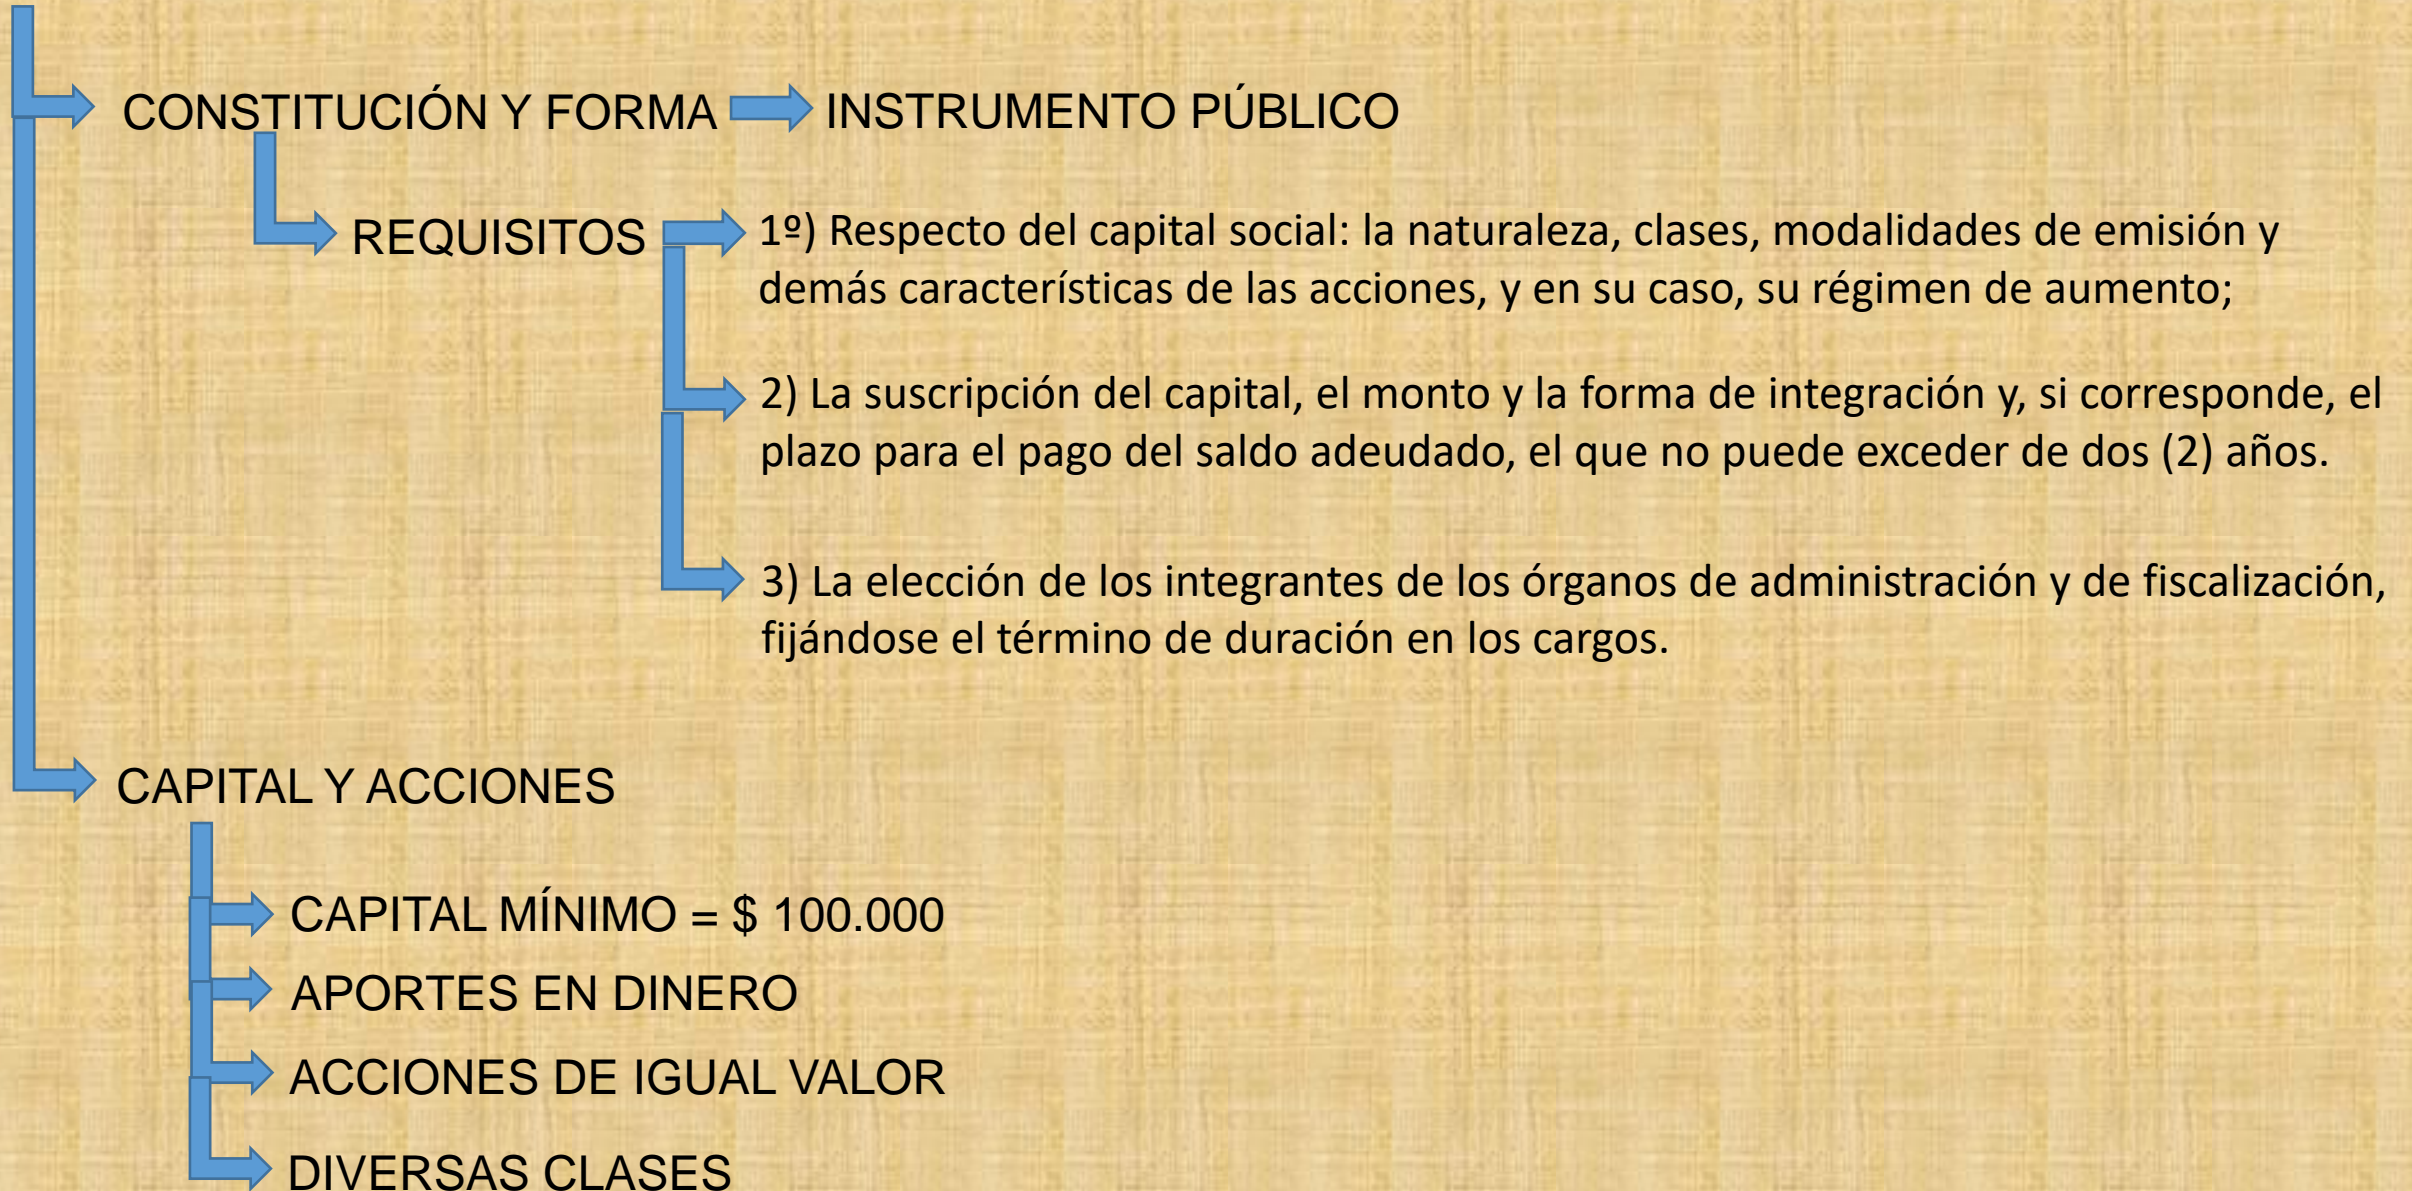 CONSTITUCIÓN Y FORMA INSTRUMENTO PÚBLICO
REQUISITOS
1º) Respecto del capital social: la naturaleza, clases, modalidades de emisión y
demás características de las acciones, y en su caso, su régimen de aumento;
2) La suscripción del capital, el monto y la forma de integración y, si corresponde, el
plazo para el pago del saldo adeudado, el que no puede exceder de dos (2) años.
3) La elección de los integrantes de los órganos de administración y de fiscalización,
fijándose el término de duración en los cargos.
CAPITAL Y ACCIONES
CAPITAL MÍNIMO = $ 100.000
APORTES EN DINERO
ACCIONES DE IGUAL VALOR
DIVERSAS CLASES